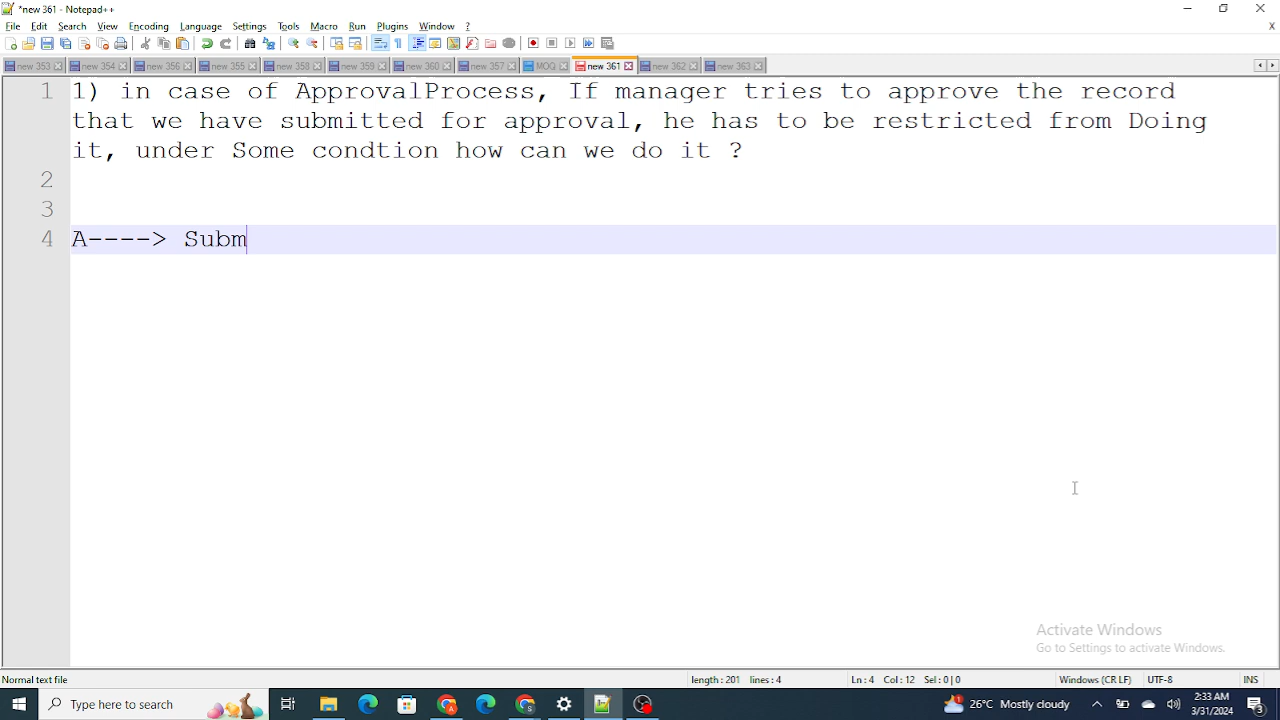 *new 361 - Notepad++
File Edit Search View Encoding Language Settings Tools Macro Run Plugins Window ?
new 353 new 354 new 356 new 355 new 358 new 359 new 360 new 357 MOQ new 361 new 362 new 363
1 1) in case of ApprovalProcess, If manager tries to approve the record
that we have submitted for approval, he has to be restricted from Doing
it, under Some condtion how can we do it ?
2
3
4 A----> Subm
Activate Windows
Go to Settings to activate Windows.
Normal text file length: 201 lines: 4 Ln: 4 Col: 12 Sel: 0 | 0 Windows (CR LF) UTF-8 INS
Type here to search 26°C Mostly cloudy 2:33 AM
3/31/2024 3